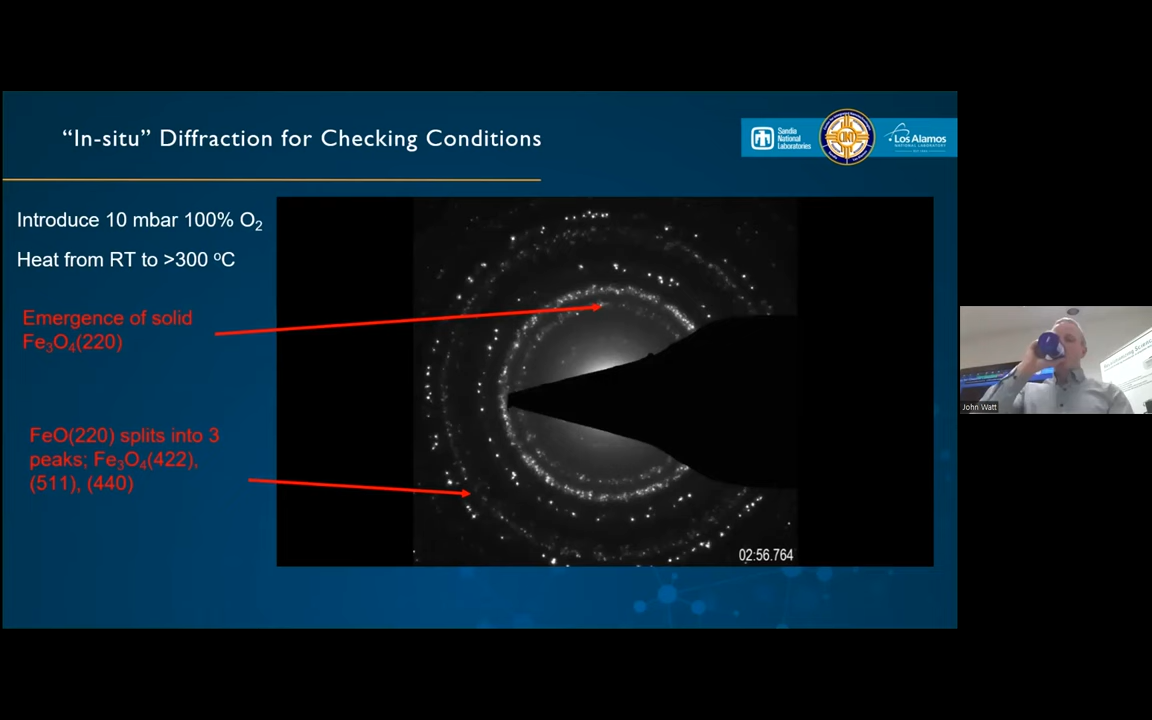 “In-situ” Diffraction for Checking Conditions
Sandia
National
Laboratories
Los Alamos
NATIONAL LABORATORY
Introduce 10 mbar 100% O₂
Heat from RT to >300 ᵒC
Emergence of solid
Fe₃O₄(220)
FeO(220) splits into 3
peaks; Fe₃O₄(422),
(511), (440)
02:56.764
John Watt